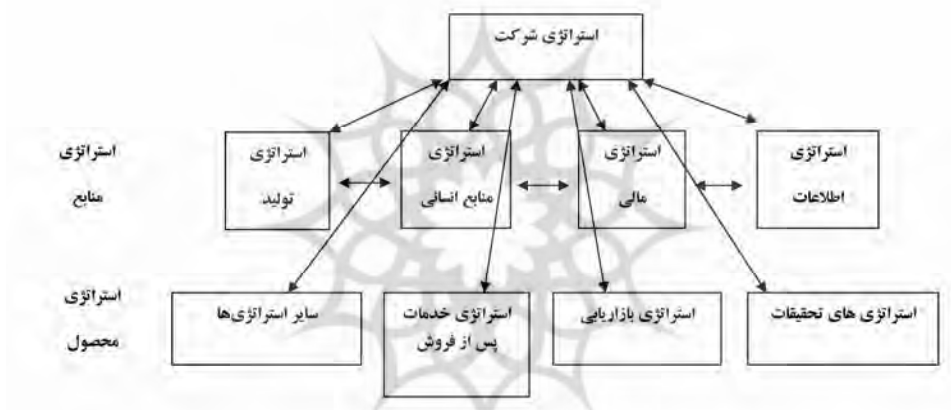 استراتژی شرکت
استراتژی
منابع
استراتژی
تولید
استراتژی
منابع انسانی
استراتژی
مالی
استراتژی
اطلاعات
استراتژی
محصول
سایر استراتژی‌ها
استراتژی خدمات
پس از فروش
استراتژی بازاریابی
استراتژی های تحقیقات